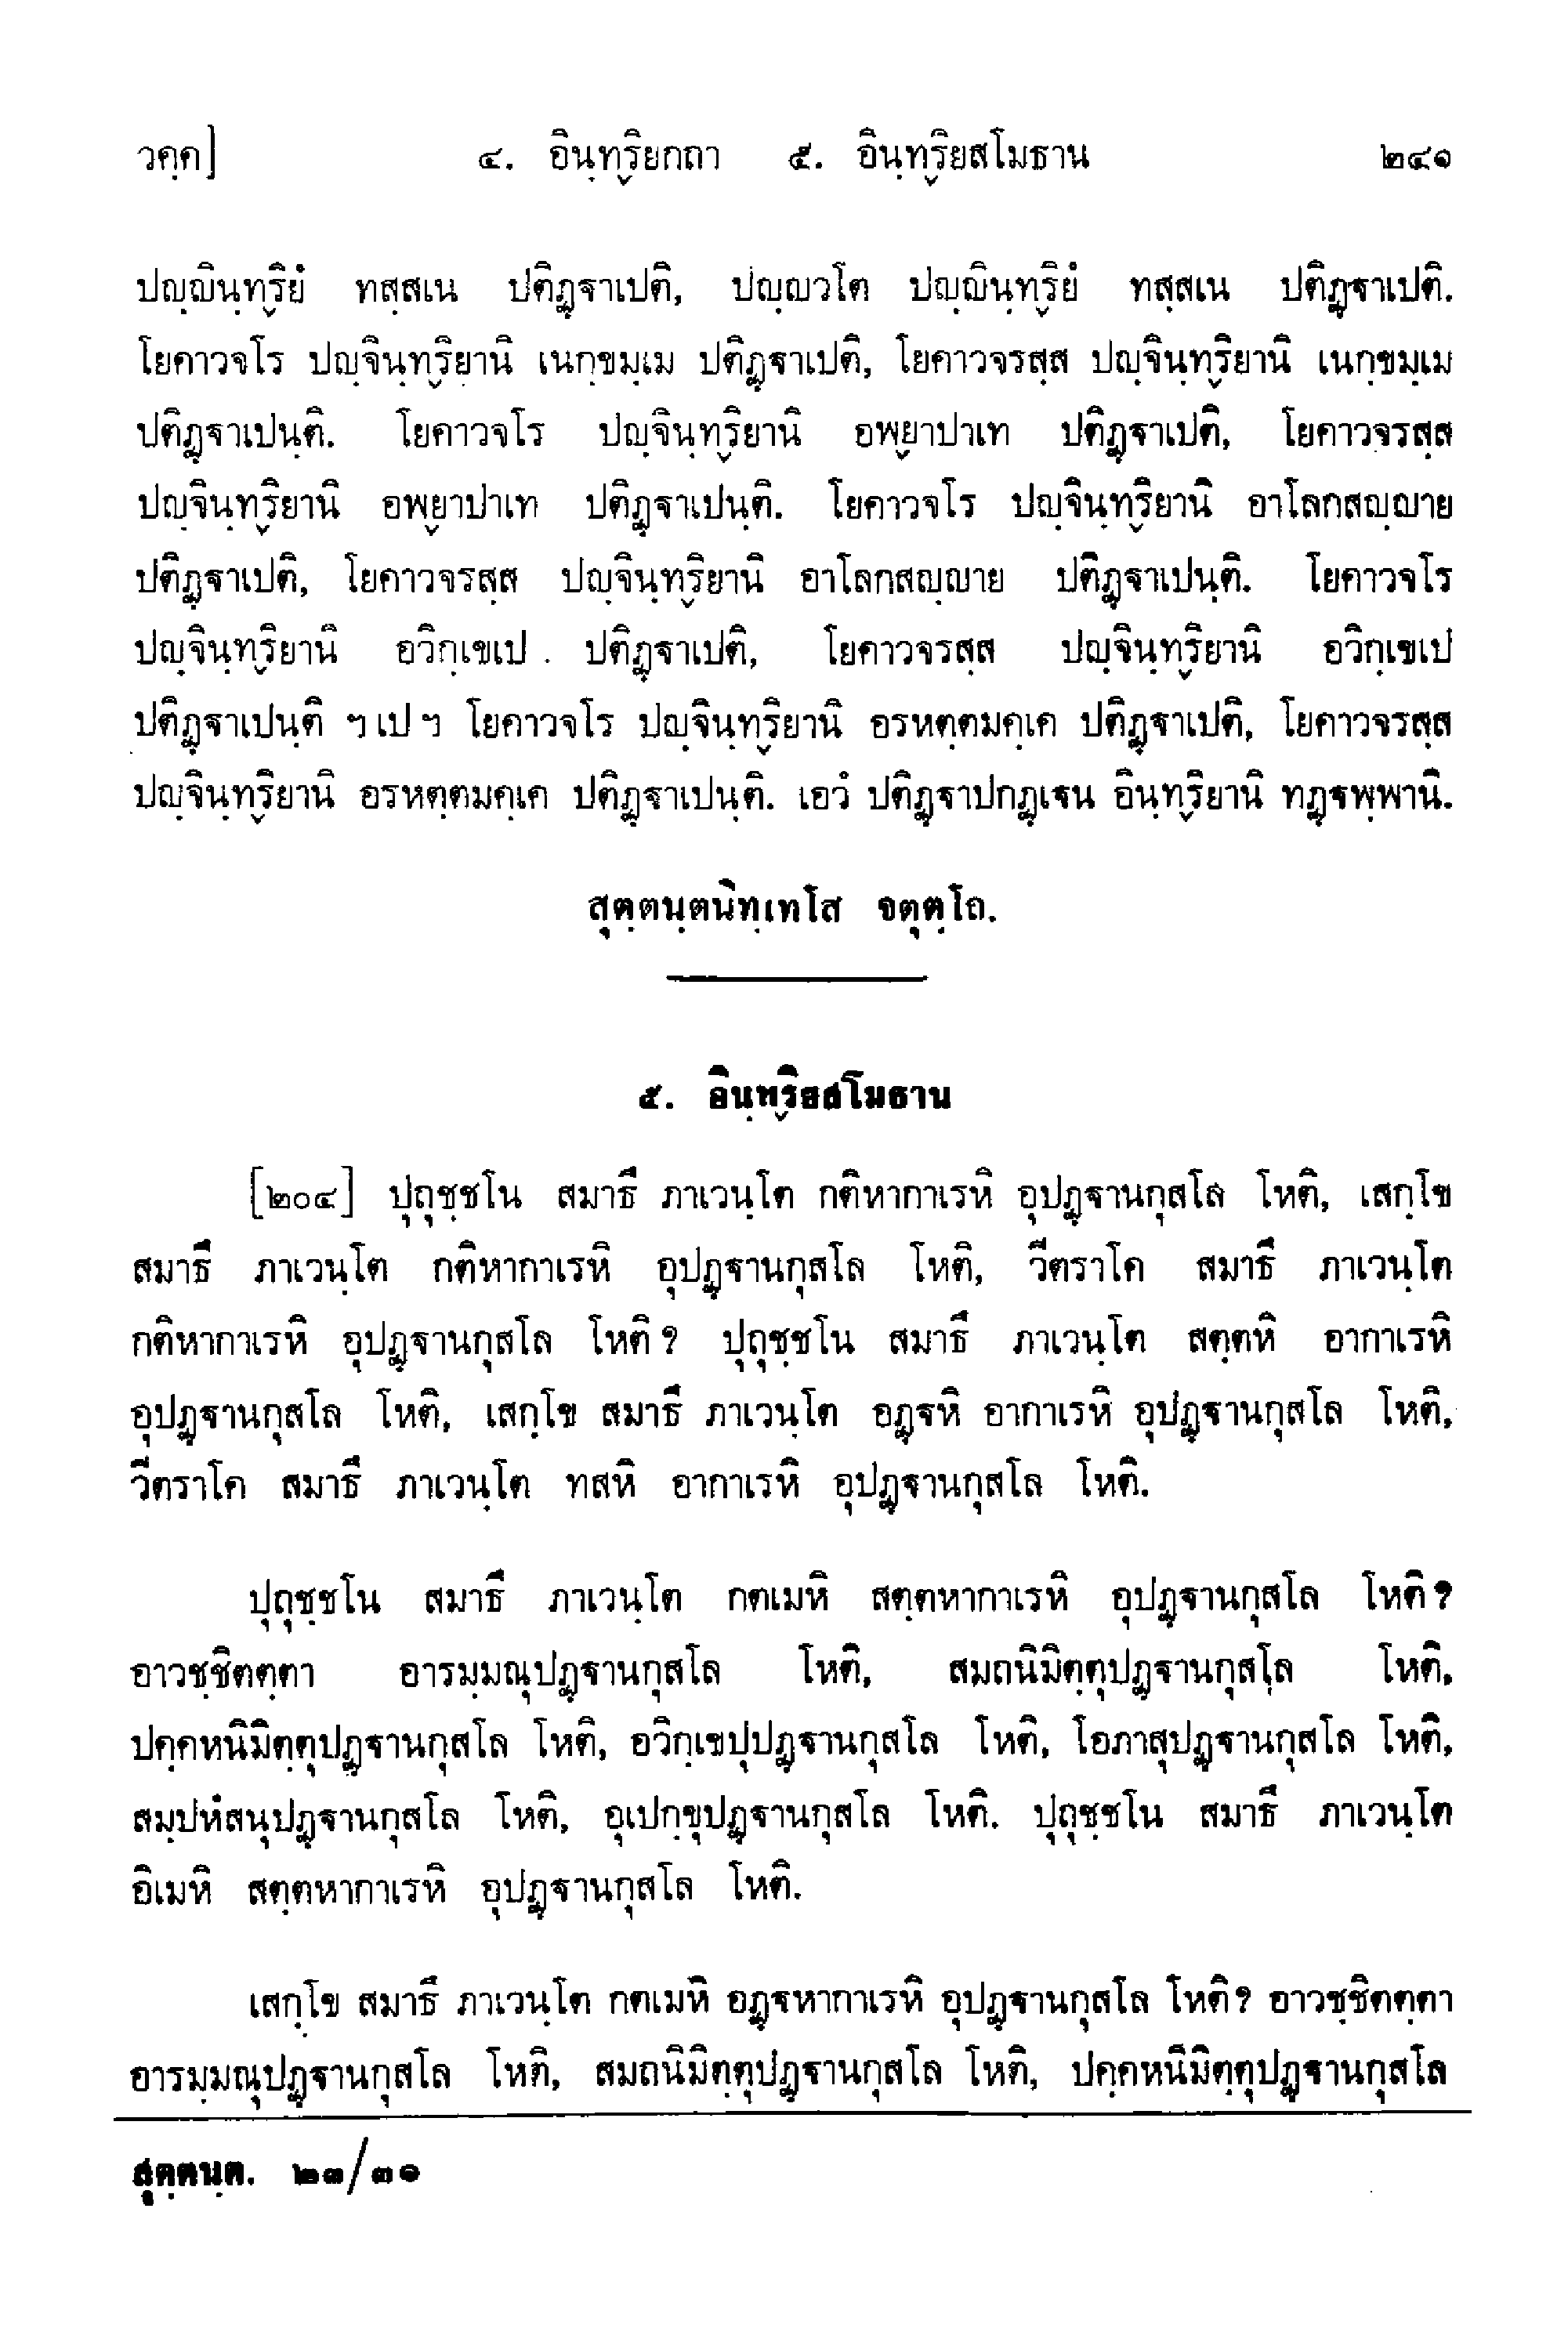 วคฺค] ๔. อินฺทฺริยกถา ๕. อินฺทฺริยสโมธาน ๒๔๑
ปญฺญินฺทฺริยํ ทสฺสเน ปติฏฺฐาเปติ, ปญฺญวโต ปญฺญินฺทฺริยํ ทสฺสเน ปติฏฺฐาเปติ.
โยคาวจโร ปญฺจินฺทฺริยานิ เนกฺขมฺเม ปติฏฺฐาเปติ, โยคาวจรสฺส ปญฺจินฺทฺริยานิ เนกฺขมฺเม
ปติฏฺฐาเปนฺติ. โยคาวจโร ปญฺจินฺทฺริยานิ อพฺยาปาเท ปติฏฺฐาเปติ, โยคาวจรสฺส
ปญฺจินฺทฺริยานิ อพฺยาปาเท ปติฏฺฐาเปนฺติ. โยคาวจโร ปญฺจินฺทฺริยานิ อาโลกสญฺญาย
ปติฏฺฐาเปติ, โยคาวจรสฺส ปญฺจินฺทฺริยานิ อาโลกสญฺญาย ปติฏฺฐาเปนฺติ. โยคาวจโร
ปญฺจินฺทฺริยานิ อวิกฺเขเป ปติฏฺฐาเปติ, โยคาวจรสฺส ปญฺจินฺทฺริยานิ อวิกฺเขเป
ปติฏฺฐาเปนฺติ ฯ เป ฯ โยคาวจโร ปญฺจินฺทฺริยานิ อรหตฺตมคฺเค ปติฏฺฐาเปติ, โยคาวจรสฺส
ปญฺจินฺทฺริยานิ อรหตฺตมคฺเค ปติฏฺฐาเปนฺติ. เอวํ ปติฏฺฐาปกฏฺเฐน อินฺทฺริยานิ ทฏฺฐพฺพานิ.
สุตฺตนฺตนิทฺเทโส จตุตฺโถ.
๕. อินฺทฺริยสโมธาน
[๒๐๔] ปุถุชฺชโน สมาธึ ภาเวนฺโต กติหากาเรหิ อุปฏฺฐานกุสโล โหติ, เสกฺโข
สมาธึ ภาเวนฺโต กติหากาเรหิ อุปฏฺฐานกุสโล โหติ, วีตราโค สมาธึ ภาเวนฺโต
กติหากาเรหิ อุปฏฺฐานกุสโล โหติ ? ปุถุชฺชโน สมาธึ ภาเวนฺโต สตฺตหิ อากาเรหิ
อุปฏฺฐานกุสโล โหติ, เสกฺโข สมาธึ ภาเวนฺโต อฏฺฐหิ อากาเรหิ อุปฏฺฐานกุสโล โหติ,
วีตราโค สมาธึ ภาเวนฺโต ทสหิ อากาเรหิ อุปฏฺฐานกุสโล โหติ.
ปุถุชฺชโน สมาธึ ภาเวนฺโต กตเมหิ สตฺตหากาเรหิ อุปฏฺฐานกุสโล โหติ ?
อาวชฺชิตตฺตา อารมฺมณุปฏฺฐานกุสโล โหติ, สมถนิมิตฺตุปฏฺฐานกุสโล โหติ,
ปคฺคหนิมิตฺตุปฏฺฐานกุสโล โหติ, อวิกฺเขปุปฏฺฐานกุสโล โหติ, โอภาสุปฏฺฐานกุสโล โหติ,
สมฺปหํสนุปฏฺฐานกุสโล โหติ, อุเปกฺขุปฏฺฐานกุสโล โหติ. ปุถุชฺชโน สมาธึ ภาเวนฺโต
อิเมหิ สตฺตหากาเรหิ อุปฏฺฐานกุสโล โหติ.
เสกฺโข สมาธึ ภาเวนฺโต กตเมหิ อฏฺฐหากาเรหิ อุปฏฺฐานกุสโล โหติ ? อาวชฺชิตตฺตา
อารมฺมณุปฏฺฐานกุสโล โหติ, สมถนิมิตฺตุปฏฺฐานกุสโล โหติ, ปคฺคหนิมิตฺตุปฏฺฐานกุสโล
สุตฺตนฺต. ๒๓/๓๑